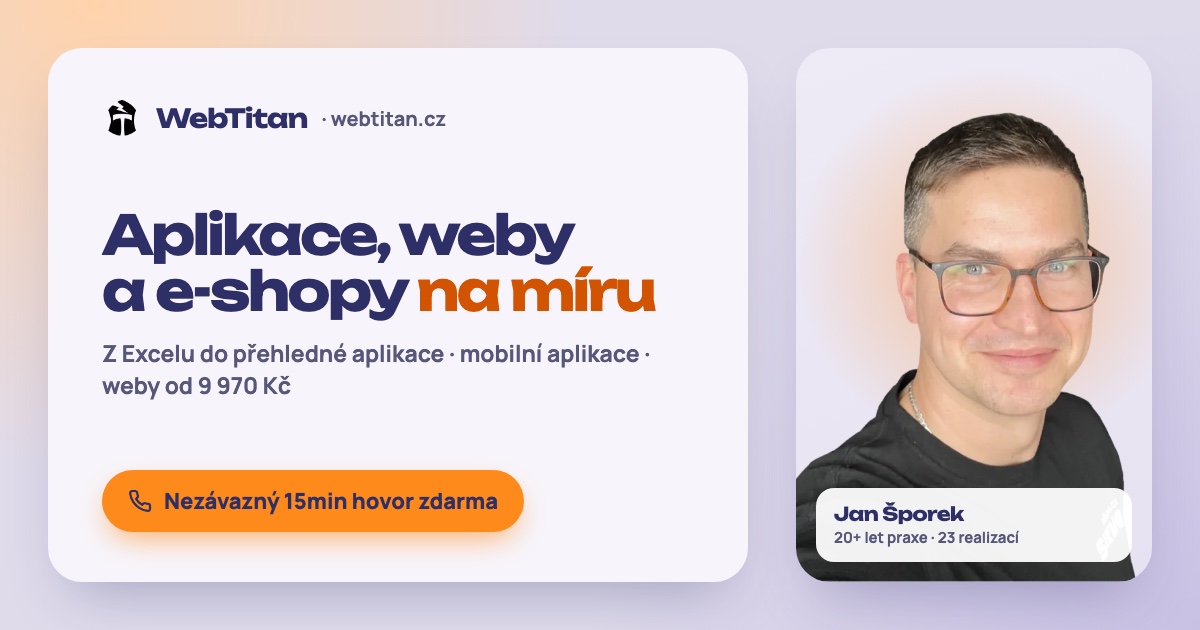 WebTitan · webtitan.cz
Aplikace, weby
a e-shopy na míru
Z Excelu do přehledné aplikace · mobilní aplikace ·
weby od 9 970 Kč
Nezávazný 15min hovor zdarma
Jan Šporek
20+ let praxe · 23 realizací